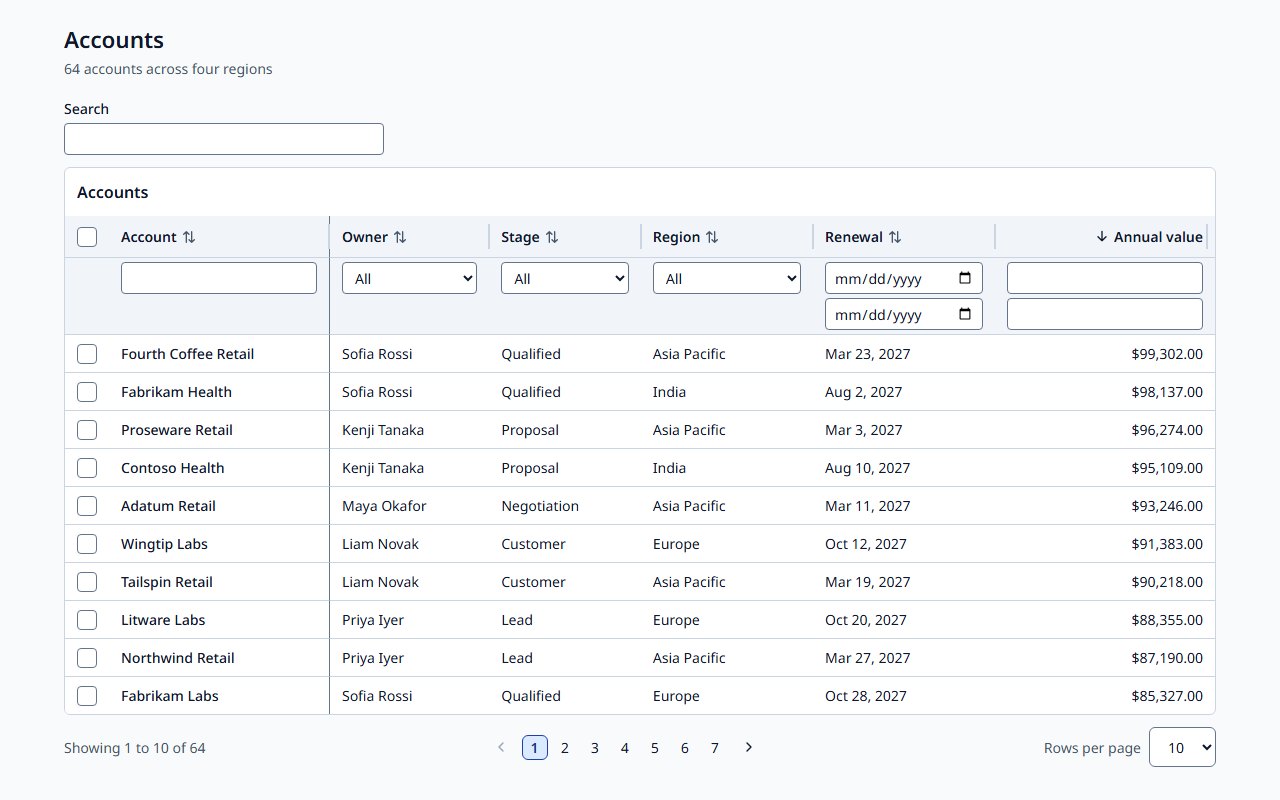 Accounts
64 accounts across four regions
Search
Accounts
Account Owner Stage Region Renewal Annual value
All All All mm/dd/yyyy
mm/dd/yyyy
Fourth Coffee Retail Sofia Rossi Qualified Asia Pacific Mar 23, 2027 $99,302.00
Fabrikam Health Sofia Rossi Qualified India Aug 2, 2027 $98,137.00
Proseware Retail Kenji Tanaka Proposal Asia Pacific Mar 3, 2027 $96,274.00
Contoso Health Kenji Tanaka Proposal India Aug 10, 2027 $95,109.00
Adatum Retail Maya Okafor Negotiation Asia Pacific Mar 11, 2027 $93,246.00
Wingtip Labs Liam Novak Customer Europe Oct 12, 2027 $91,383.00
Tailspin Retail Liam Novak Customer Asia Pacific Mar 19, 2027 $90,218.00
Litware Labs Priya Iyer Lead Europe Oct 20, 2027 $88,355.00
Northwind Retail Priya Iyer Lead Asia Pacific Mar 27, 2027 $87,190.00
Fabrikam Labs Sofia Rossi Qualified Europe Oct 28, 2027 $85,327.00
Showing 1 to 10 of 64 1 2 3 4 5 6 7 Rows per page 10